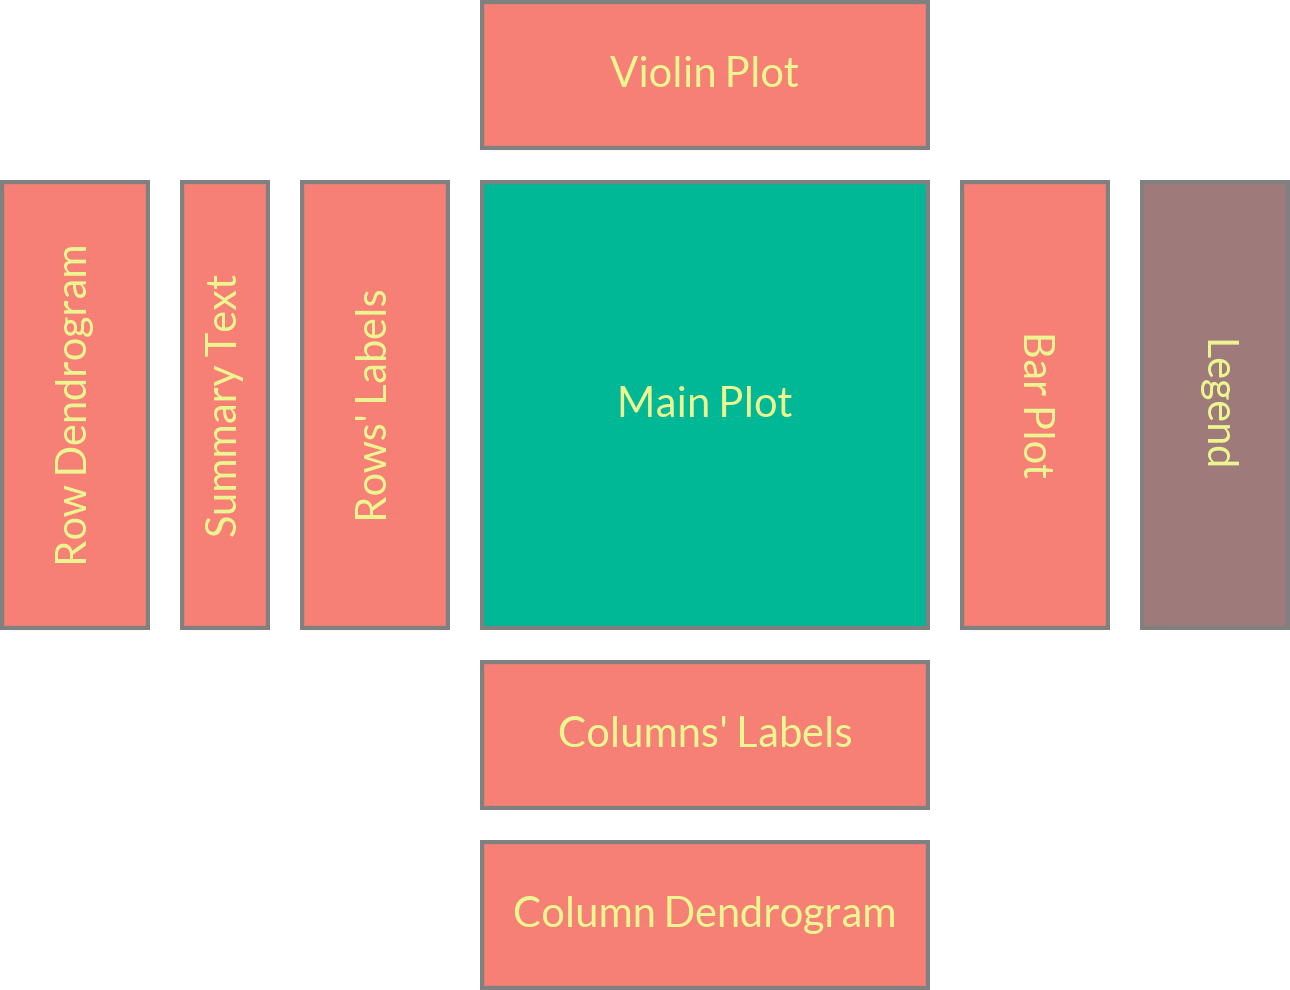 Violin Plot
Row Dendrogram
Summary Text
Rows' Labels
Main Plot
Bar Plot
Legend
Columns' Labels
Column Dendrogram